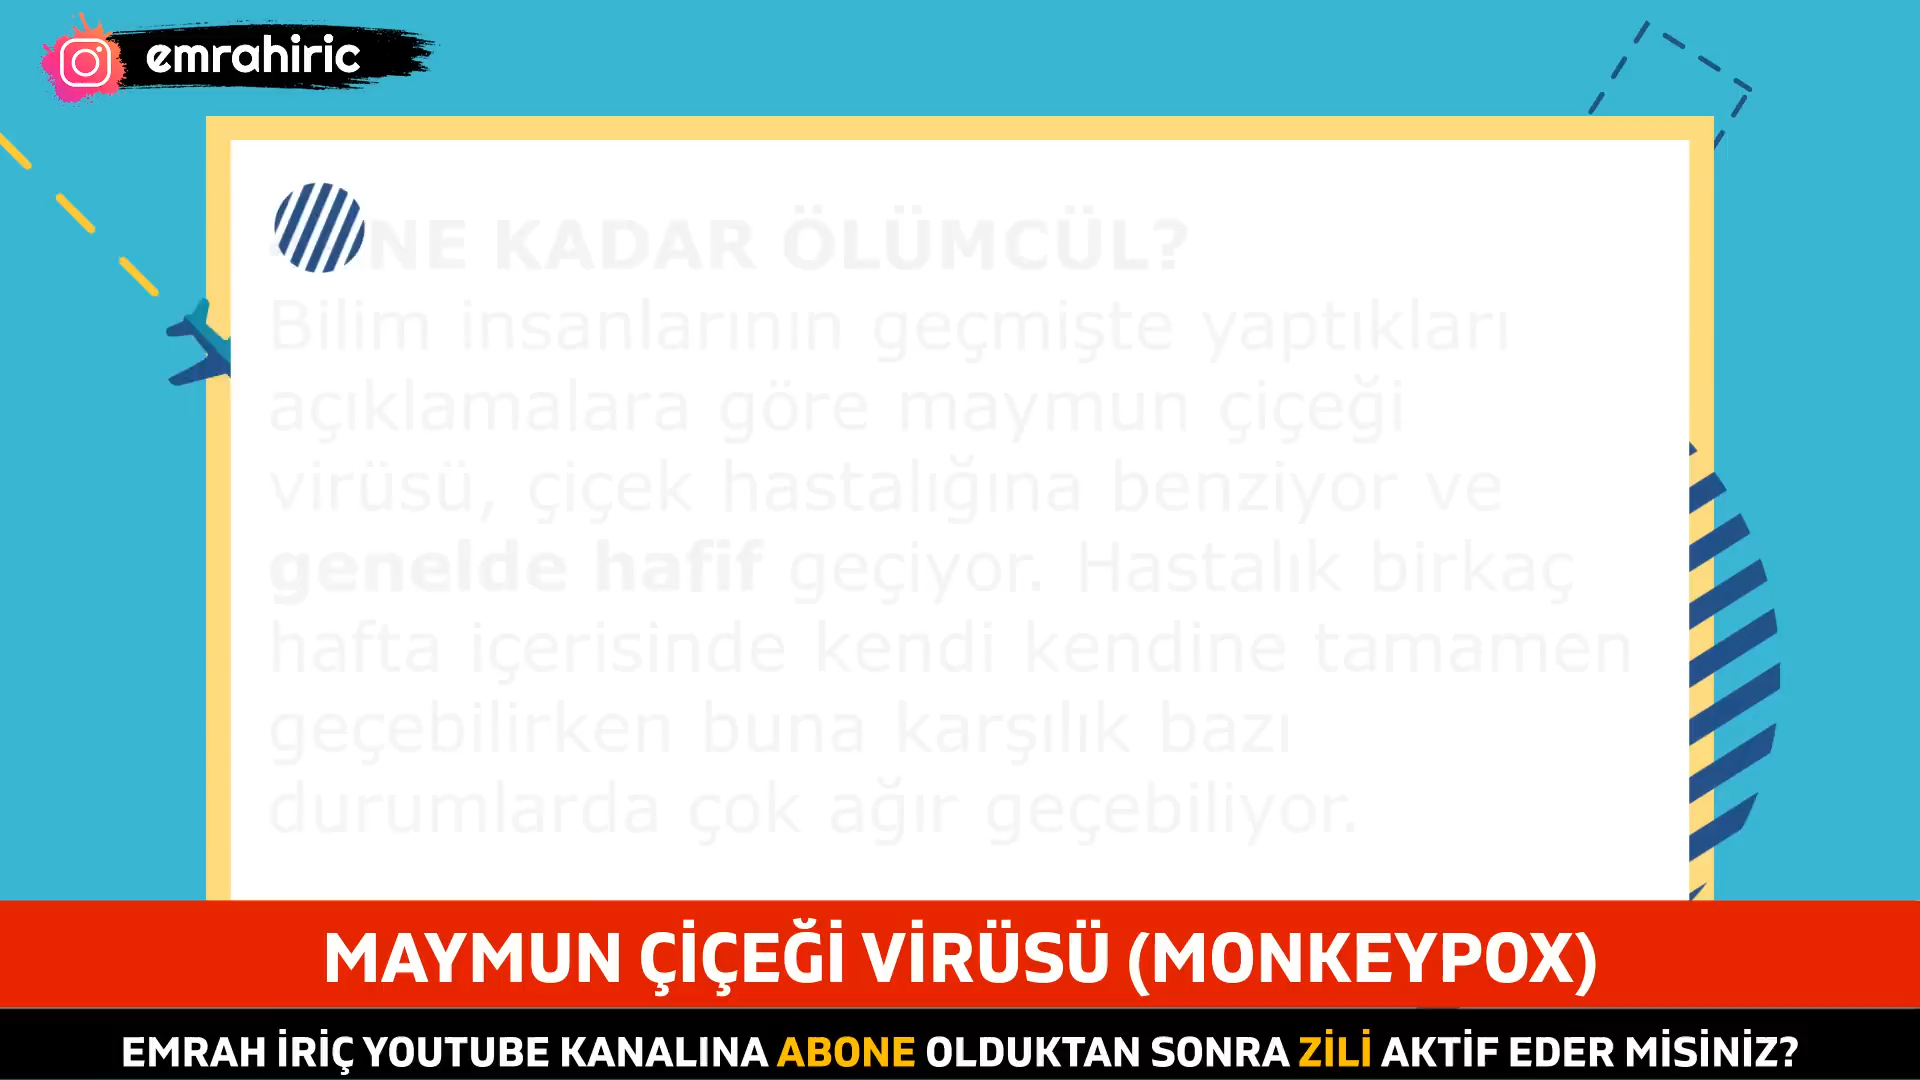 emrahiric
NE KADAR ÖLÜMCÜL?
Bilim insanlarının geçmişte yaptıkları
açıklamalara göre maymun çiçeği
virüsü, çiçek hastalığına benziyor ve
genelde hafif geçiyor. Hastalık birkaç
hafta içerisinde kendi kendine tamamen
geçebilirken buna karşılık bazı
durumlarda çok ağır geçebiliyor.
MAYMUN ÇİÇEĞİ VİRÜSÜ (MONKEYPOX)
EMRAH İRİÇ YOUTUBE KANALINA ABONE OLDUKTAN SONRA ZİLİ AKTİF EDER MİSİNİZ?